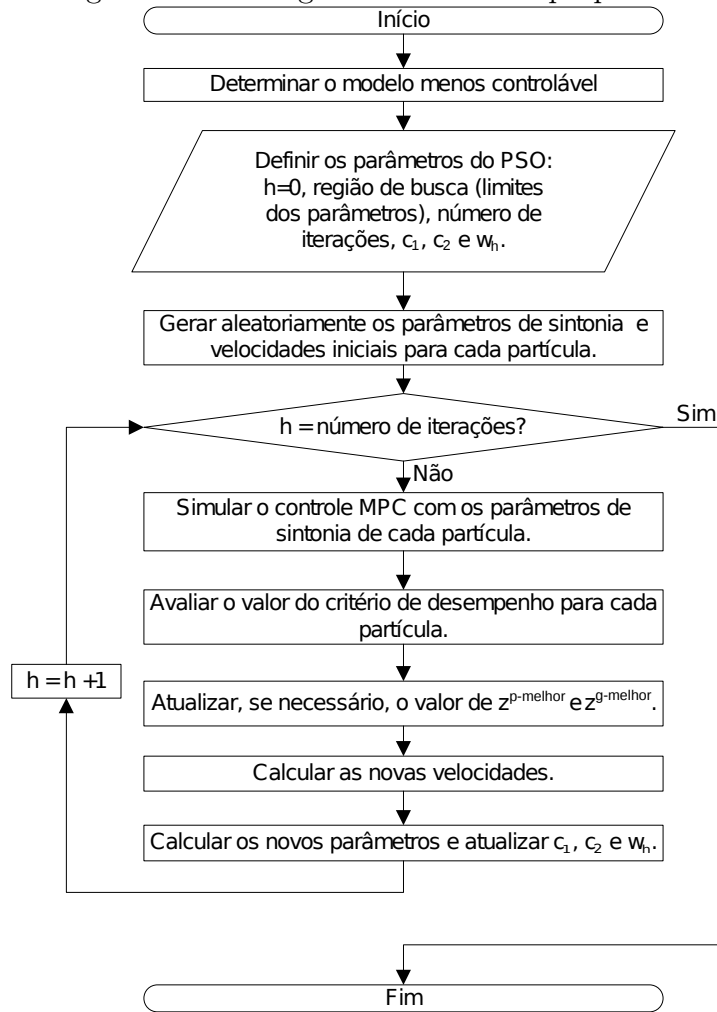 Início
Determinar o modelo menos controlável
Definir os parâmetros do PSO:
h=0, região de busca (limites
dos parâmetros), número de
iterações, c₁, c₂ e wₕ.
Gerar aleatoriamente os parâmetros de sintonia e
velocidades iniciais para cada partícula.
h = número de iterações?
Sim
Não
Simular o controle MPC com os parâmetros de
sintonia de cada partícula.
Avaliar o valor do critério de desempenho para cada
partícula.
h = h +1
Atualizar, se necessário, o valor de z^p-melhor e z^g-melhor.
Calcular as novas velocidades.
Calcular os novos parâmetros e atualizar c₁, c₂ e wₕ.
Fim